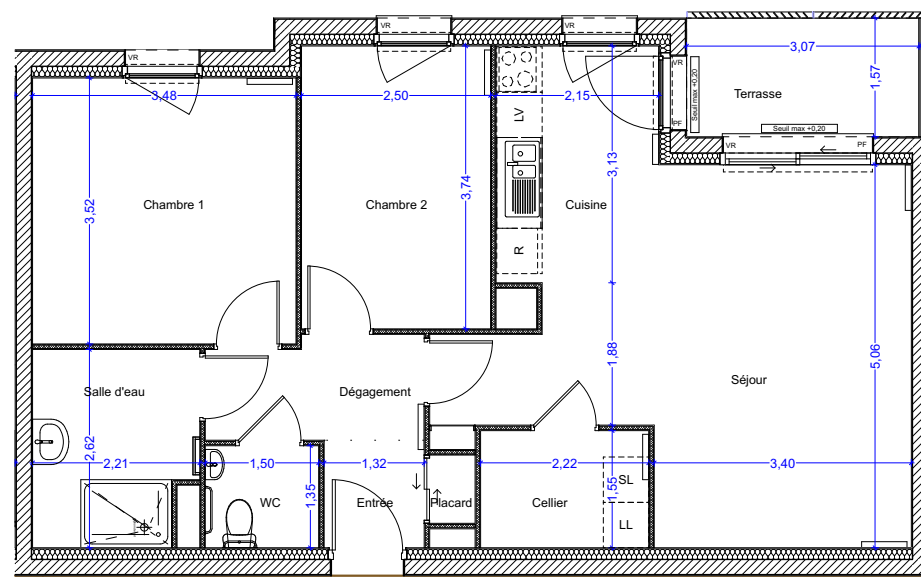 VR
VR
VR
3,07
1,57
VR
Terrasse
Seuil max +0,20
PF
Seuil max +0,20
VR
PF
3,48
2,50
2,15
LV
3,13
3,52
3,74
Chambre 1
Chambre 2
Cuisine
R
1,88
5,06
Salle d'eau
Dégagement
Séjour
2,62
2,21
1,50
1,32
2,22
3,40
1,35
1,55
WC
Entrée
Placard
Cellier
SL
LL